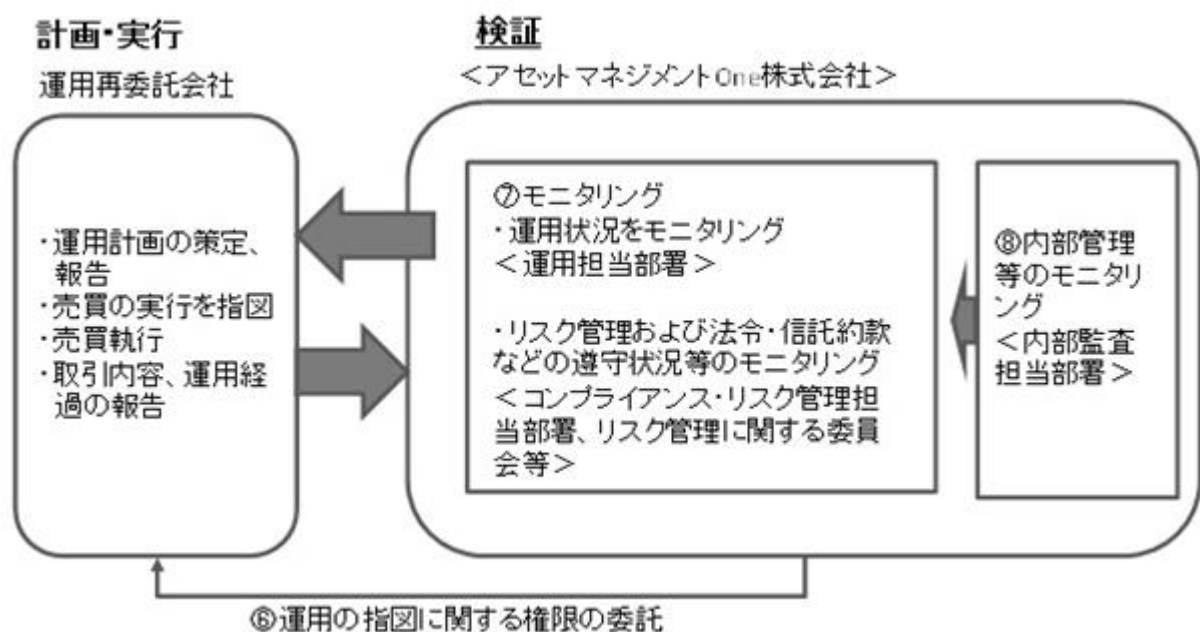 計画・実行
運用再委託会社
・運用計画の策定、
報告
・売買の実行を指図
・売買執行
・取引内容、運用経
過の報告
検証
＜アセットマネジメントOne株式会社＞
⑦モニタリング
・運用状況をモニタリング
＜運用担当部署＞
・リスク管理および法令・信託約款
などの遵守状況等のモニタリング
＜コンプライアンス・リスク管理担
当部署、リスク管理に関する委員
会等＞
⑧内部管理
等のモニタリ
ング
＜内部監査
担当部署＞
⑥運用の指図に関する権限の委託